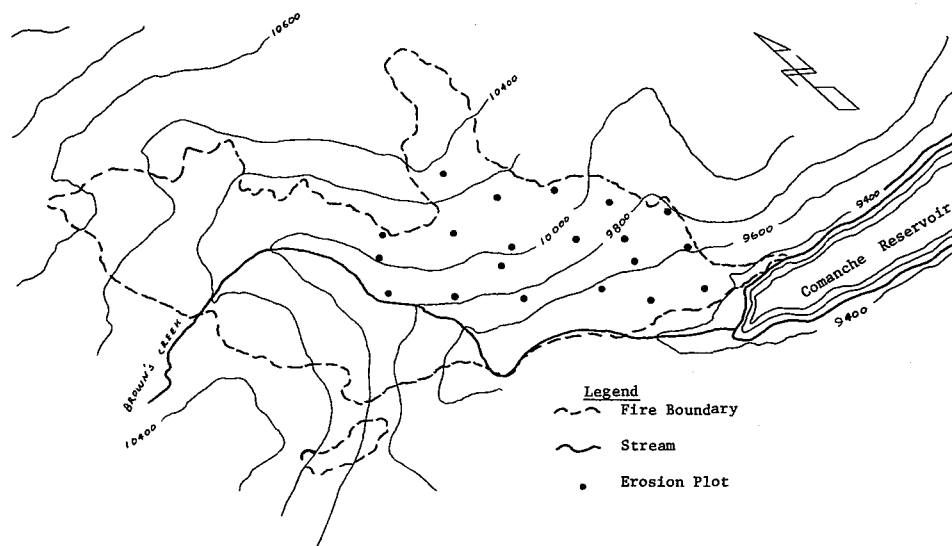 10600
10400
10000
9800
9600
9400
Comanche Reservoir
9400
BROWN'S CREEK
10400
Legend
Fire Boundary
Stream
Erosion Plot